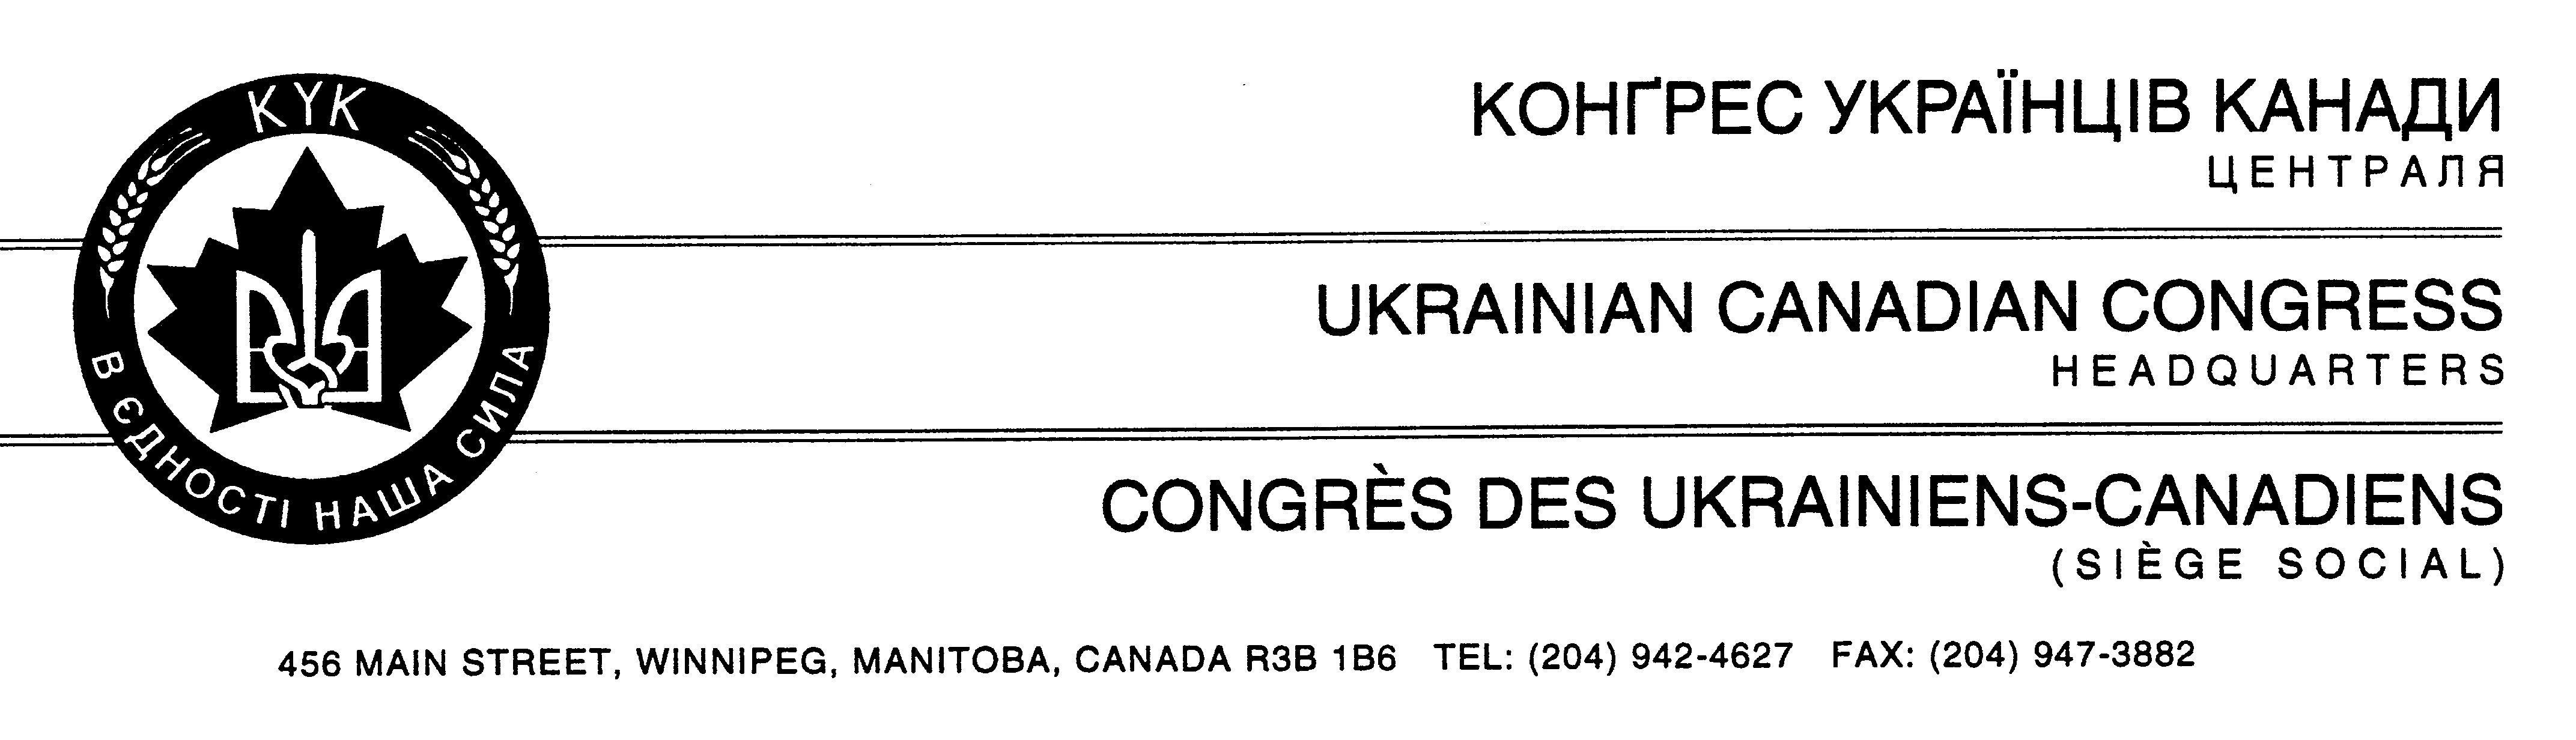 КУК
В ЄДНОСТІ НАША СИЛА
КОНҐРЕС УКРАЇНЦІВ КАНАДИ
ЦЕНТРАЛЯ
UKRAINIAN CANADIAN CONGRESS
HEADQUARTERS
CONGRÈS DES UKRAINIENS-CANADIENS
(SIÈGE SOCIAL)
456 MAIN STREET, WINNIPEG, MANITOBA, CANADA R3B 1B6 TEL: (204) 942-4627 FAX: (204) 947-3882